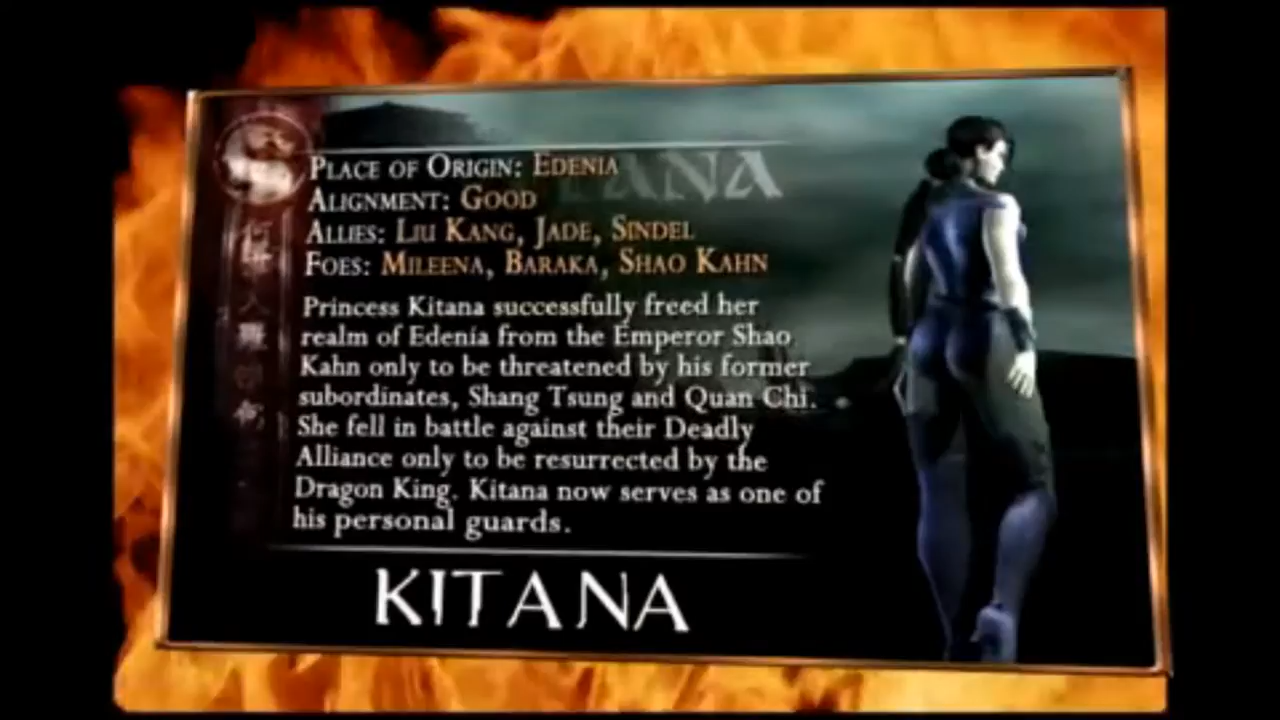 PLACE OF ORIGIN: EDENIA
ALIGNMENT: GOOD
ALLIES: LIU KANG, JADE, SINDEL
FOES: MILEENA, BARAKA, SHAO KAHN
Princess Kitana successfully freed her
realm of Edenia from the Emperor Shao
Kahn only to be threatened by his former
subordinates, Shang Tsung and Quan Chi.
She fell in battle against their Deadly
Alliance only to be resurrected by the
Dragon King. Kitana now serves as one of
his personal guards.
KITANA